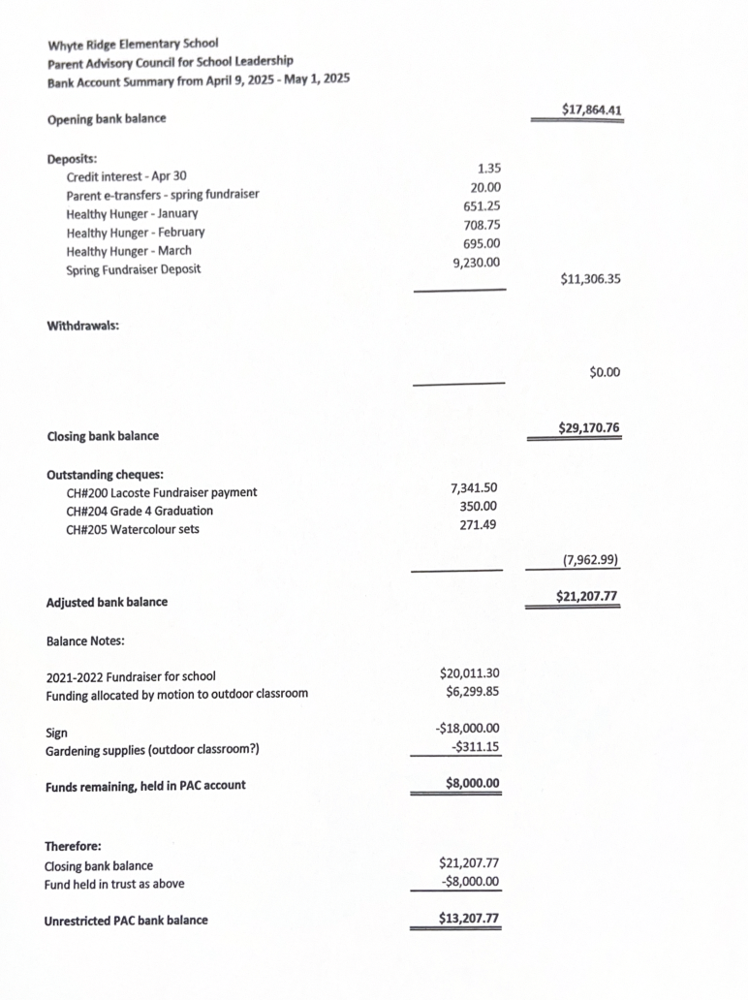 Whyte Ridge Elementary School
Parent Advisory Council for School Leadership
Bank Account Summary from April 9, 2025 - May 1, 2025
Opening bank balance $17,864.41
Deposits:
Credit interest - Apr 30 1.35
Parent e-transfers - spring fundraiser 20.00
Healthy Hunger - January 651.25
Healthy Hunger - February 708.75
Healthy Hunger - March 695.00
Spring Fundraiser Deposit 9,230.00
$11,306.35
Withdrawals:
$0.00
Closing bank balance $29,170.76
Outstanding cheques:
CH#200 Lacoste Fundraiser payment 7,341.50
CH#204 Grade 4 Graduation 350.00
CH#205 Watercolour sets 271.49
(7,962.99)
Adjusted bank balance $21,207.77
Balance Notes:
2021-2022 Fundraiser for school $20,011.30
Funding allocated by motion to outdoor classroom $6,299.85
Sign -$18,000.00
Gardening supplies (outdoor classroom?) -$311.15
Funds remaining, held in PAC account $8,000.00
Therefore:
Closing bank balance $21,207.77
Fund held in trust as above -$8,000.00
Unrestricted PAC bank balance $13,207.77